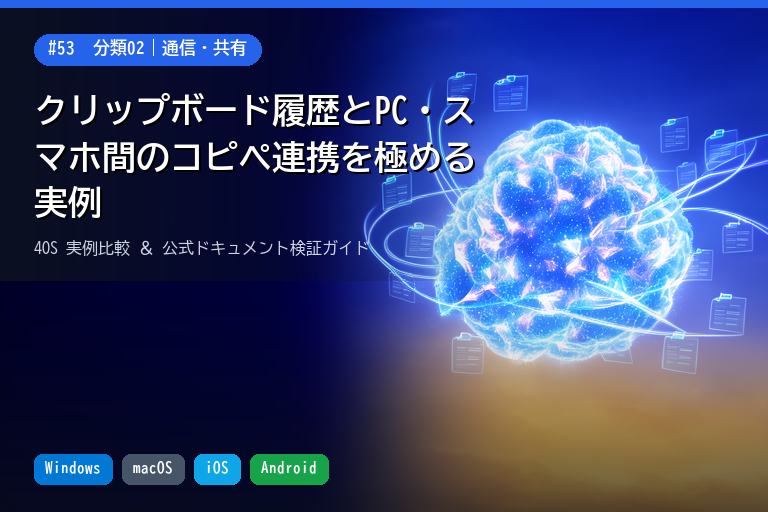 #53 分類02｜通信・共有
クリップボード履歴とPC・ス
マホ間のコピペ連携を極める
実例
4OS 実例比較 ＆ 公式ドキュメント検証ガイド
Windows
macOS
iOS
Android